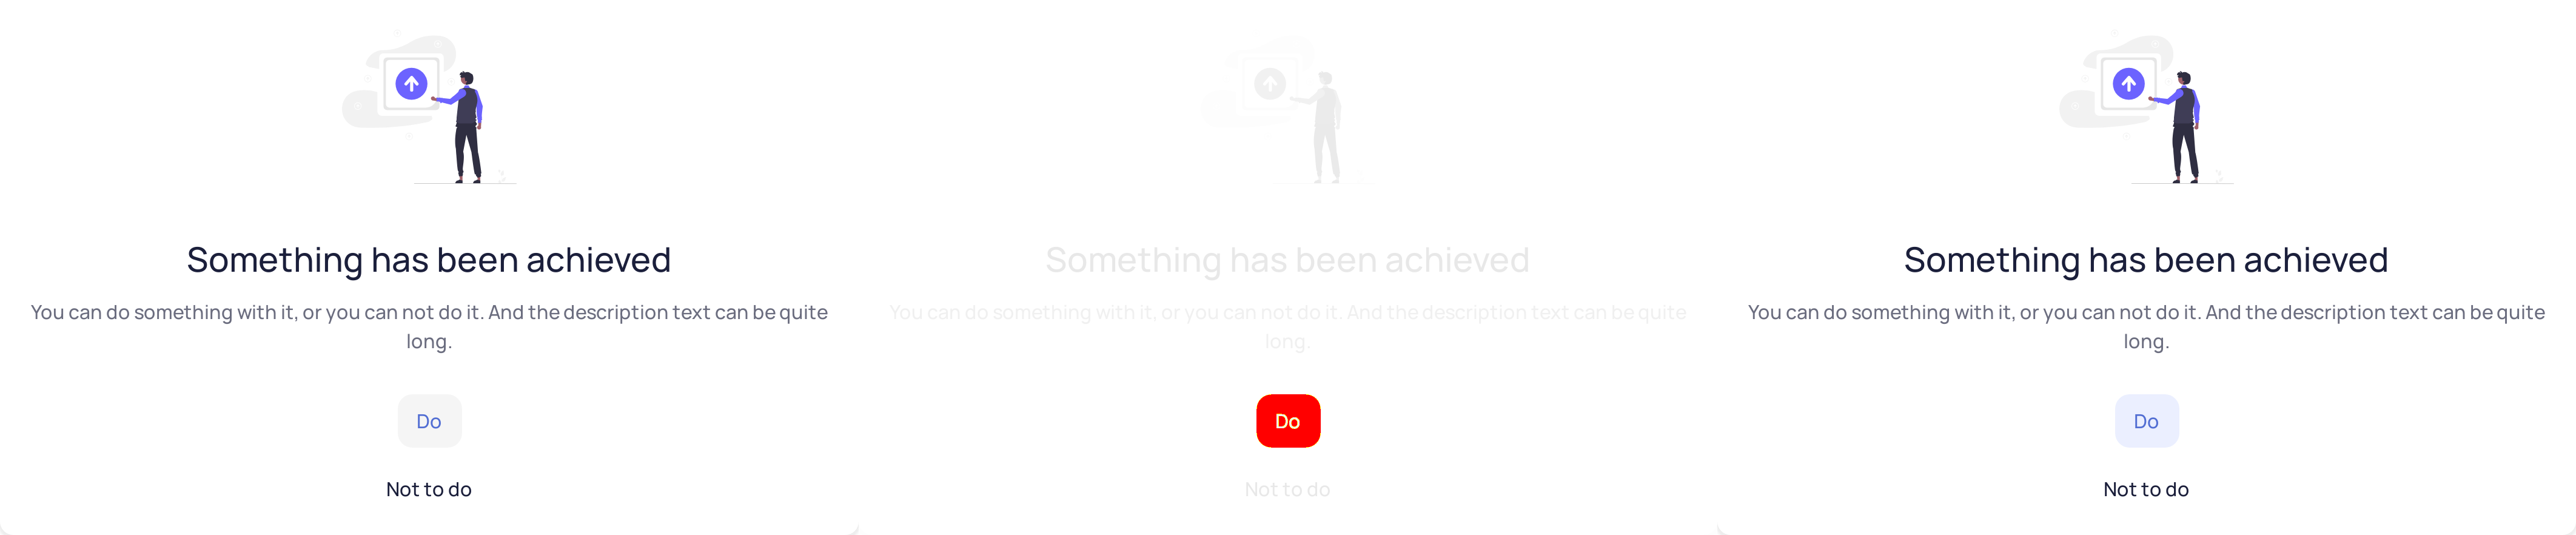 Something has been achieved
You can do something with it, or you can not do it. And the description text can be quite
long.
Do
Not to do
Something has been achieved
You can do something with it, or you can not do it. And the description text can be quite
long.
Do
Not to do
Something has been achieved
You can do something with it, or you can not do it. And the description text can be quite
long.
Do
Not to do